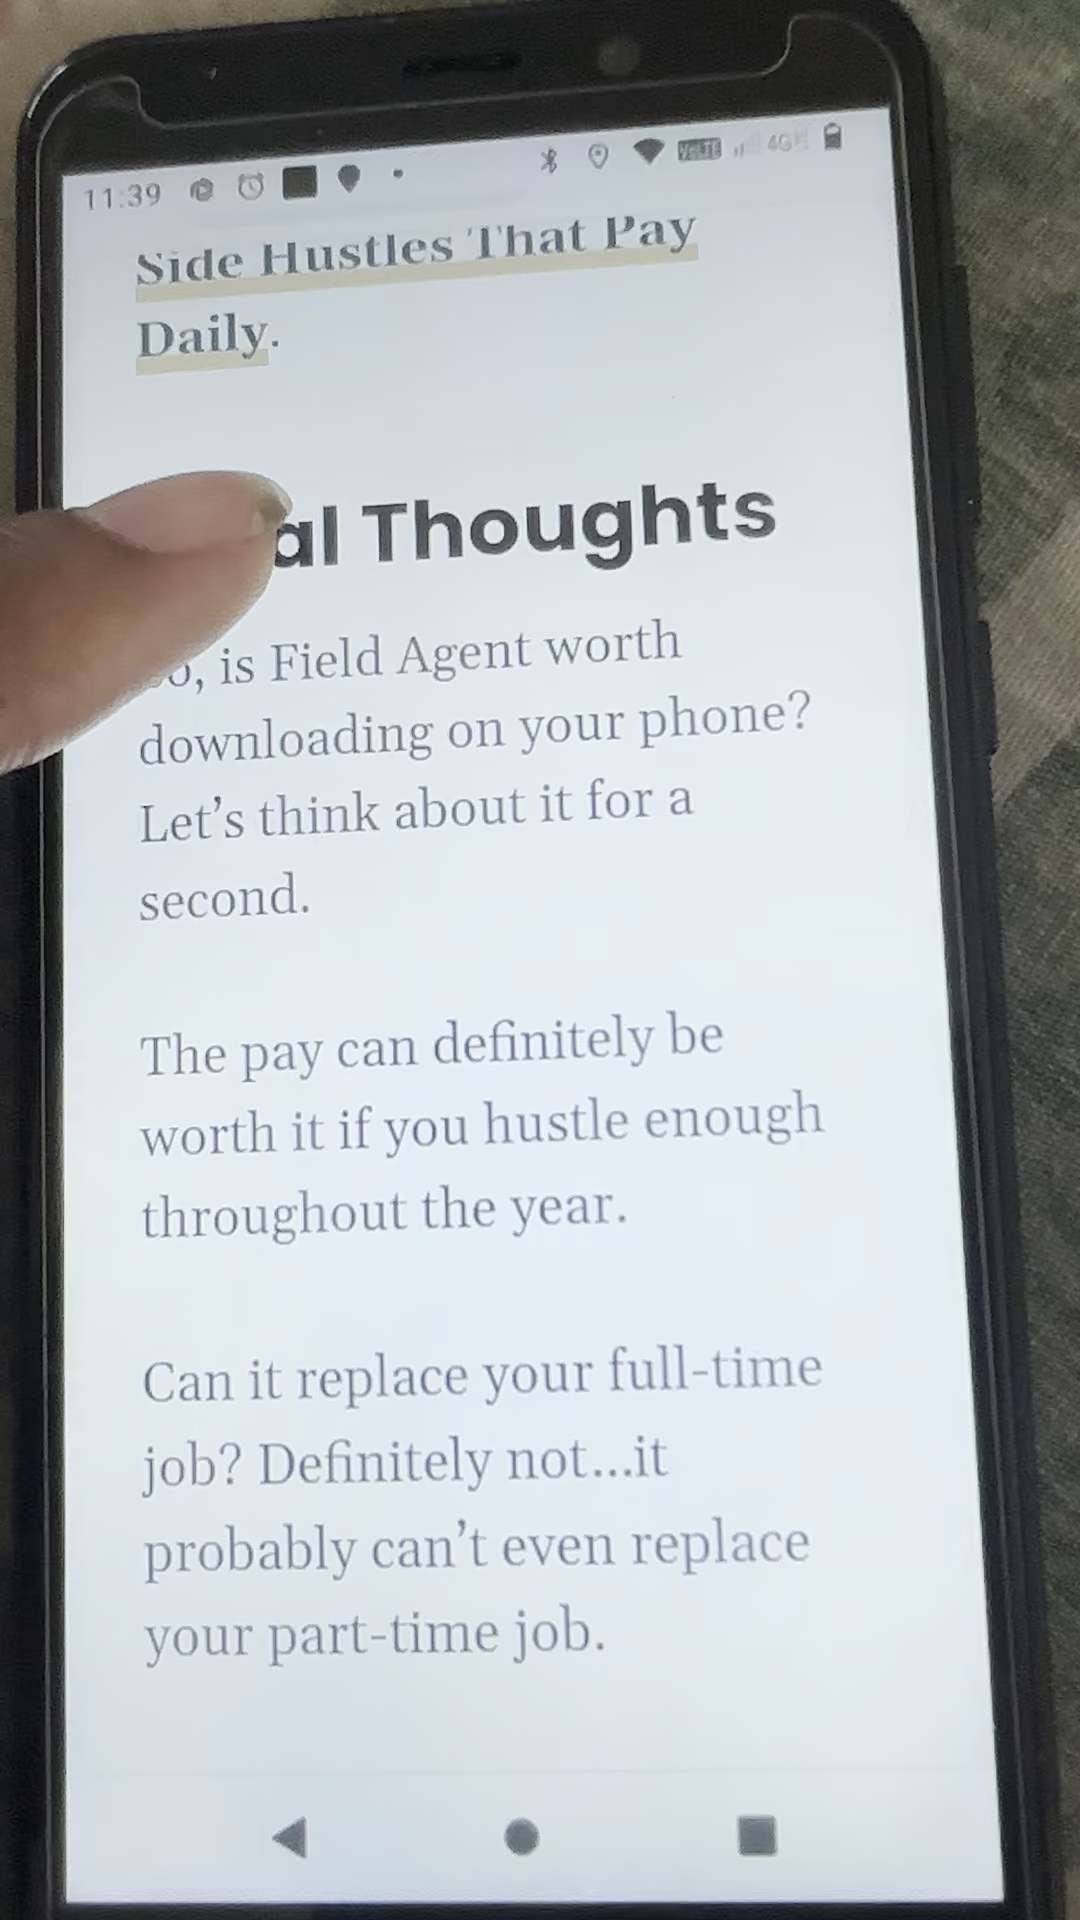 11:39 VoLTE 4G
Side Hustles That Pay
Daily.
Thoughts
is Field Agent worth
downloading on your phone?
Let's think about it for a
second.
The pay can definitely be
worth it if you hustle enough
throughout the year.
Can it replace your full-time
job? Definitely not...it
probably can't even replace
your part-time job.